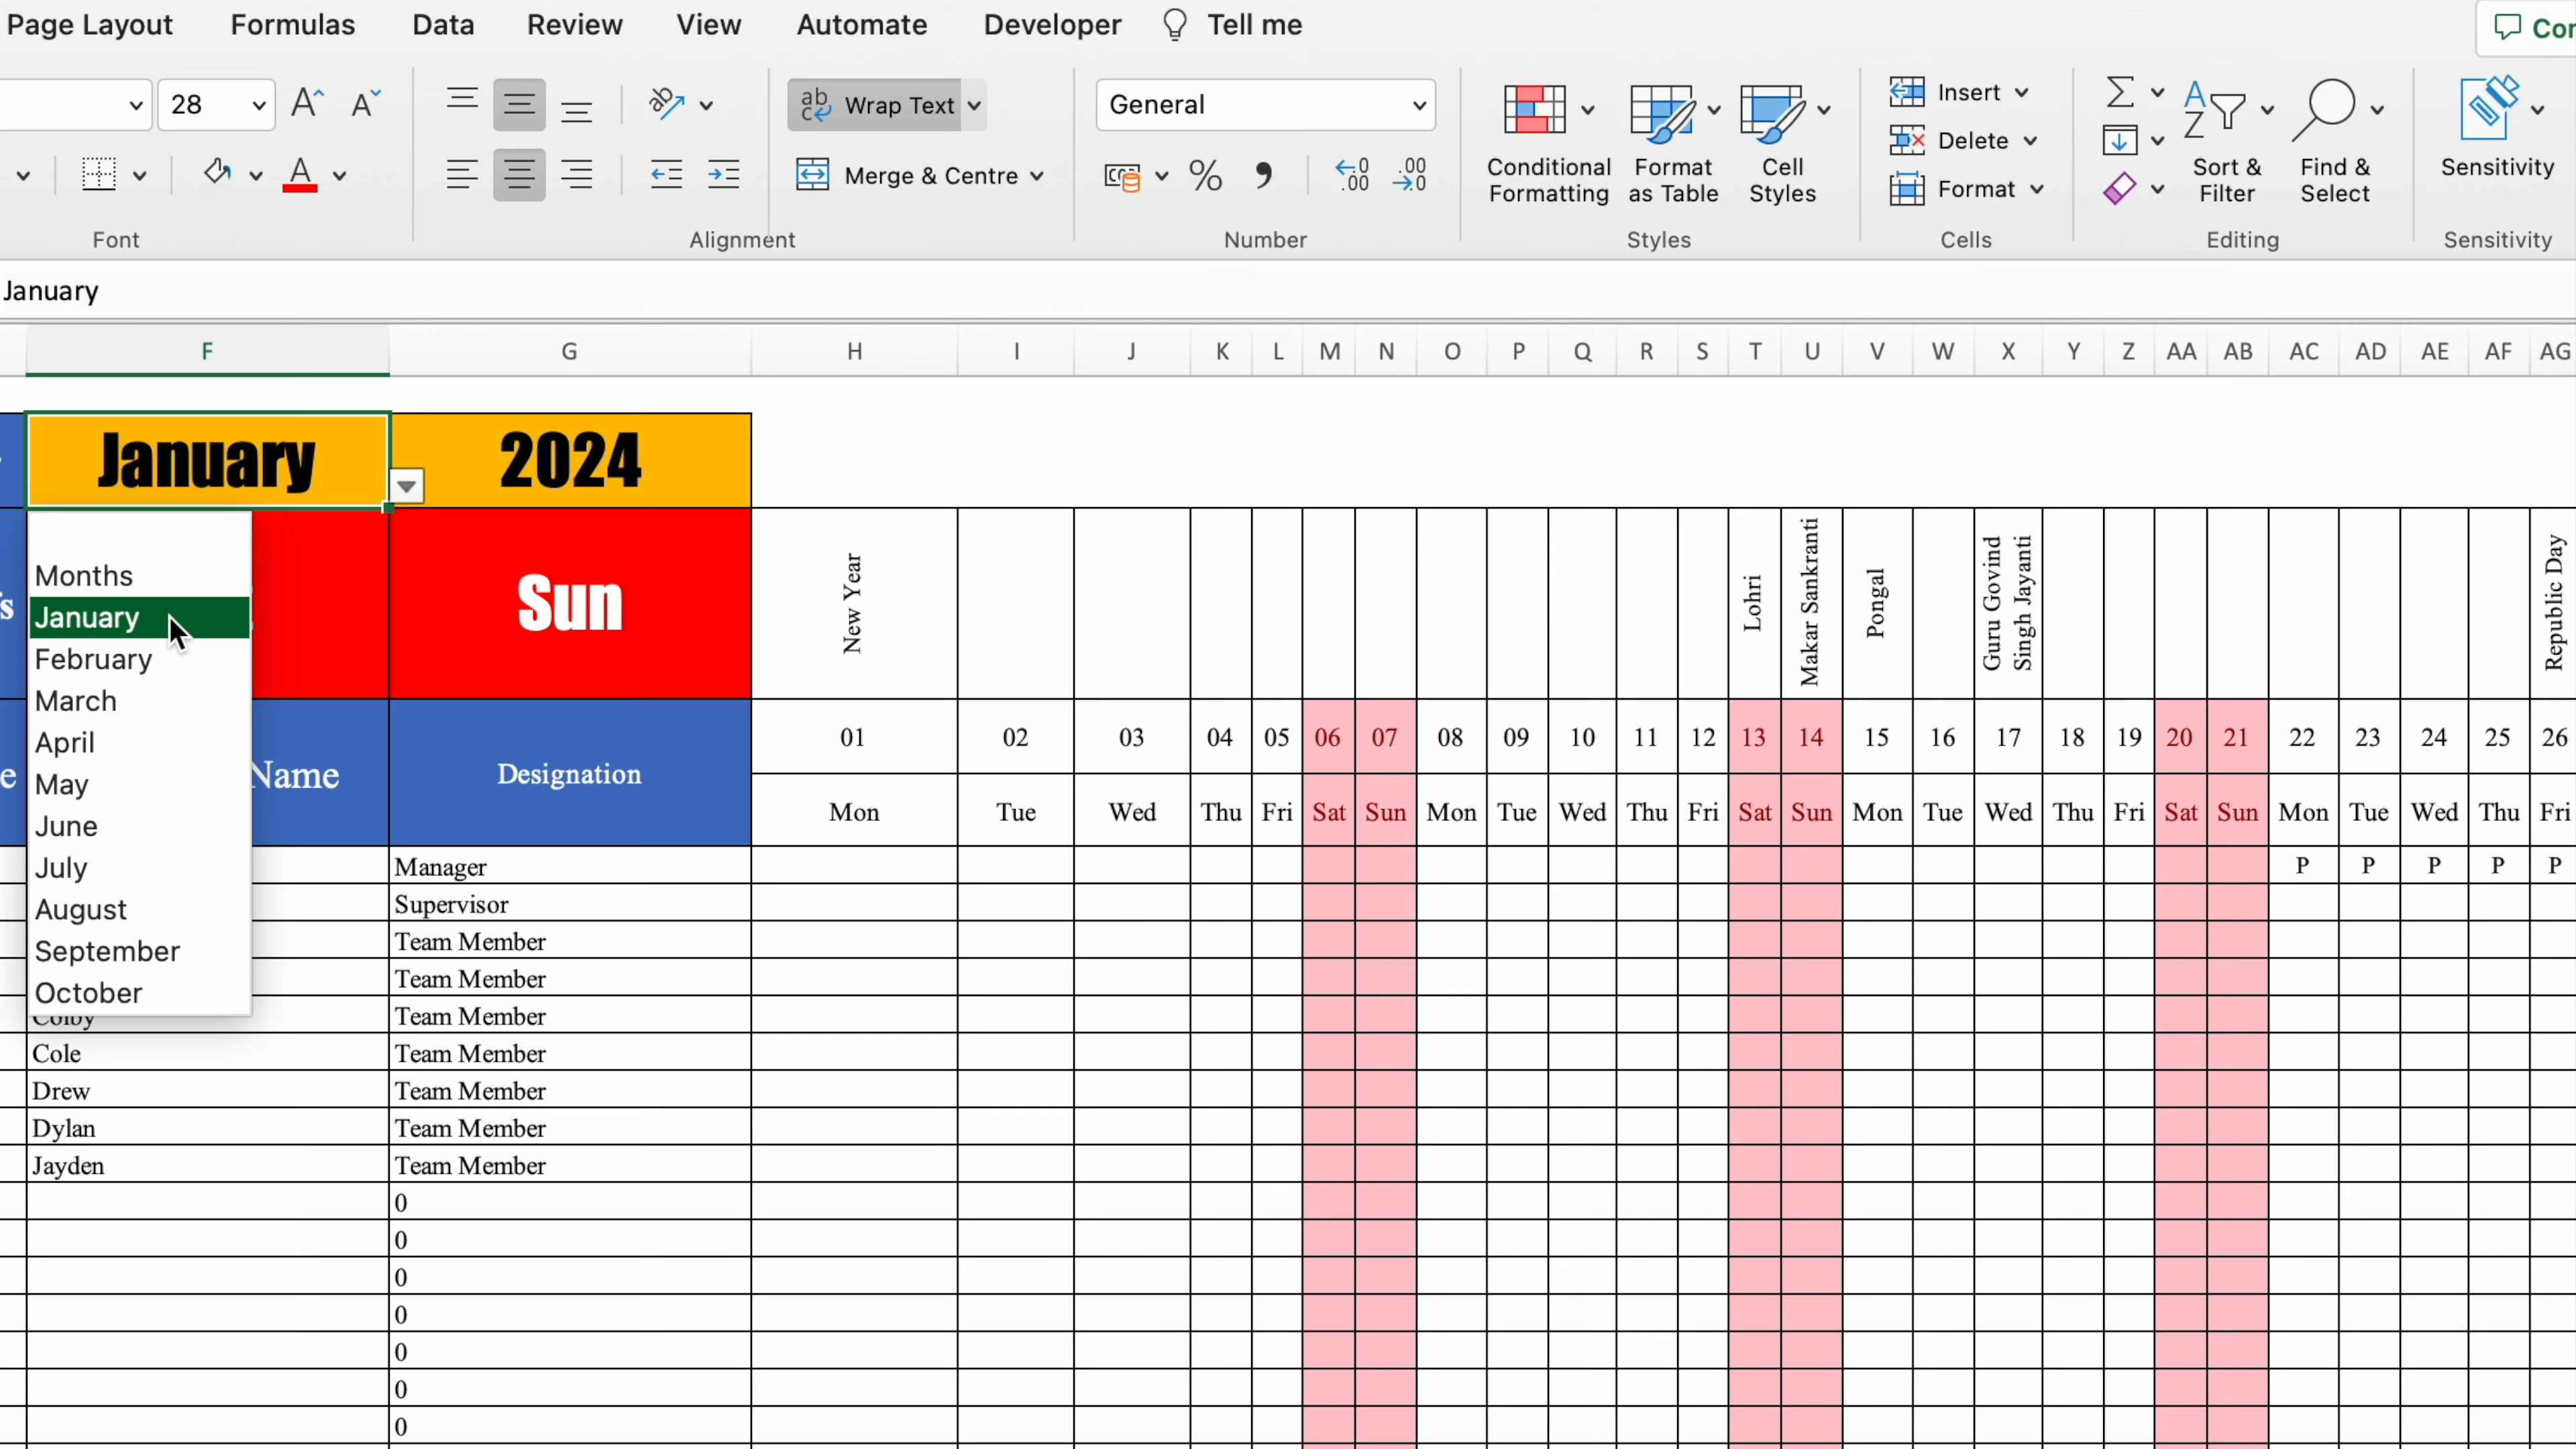 Page Layout Formulas Data Review View Automate Developer Tell me
28 Wrap Text General Insert
Delete
Merge & Centre Format
Conditional Formatting Format as Table Cell Styles Sort & Filter Find & Select Sensitivity
Font Alignment Number Styles Cells Editing Sensitivity
January
F G H I J K L M N O P Q R S T U V W X Y Z AA AB AC AD AE AF AG
January 2024
Sun New Year Lohri Makar Sankranti Pongal Guru Govind Singh Jayanti Republic Day
Months
January
February
March
April
May
June
July
August
September
October
Name Designation
01 02 03 04 05 06 07 08 09 10 11 12 13 14 15 16 17 18 19 20 21 22 23 24 25 26
Mon Tue Wed Thu Fri Sat Sun Mon Tue Wed Thu Fri Sat Sun Mon Tue Wed Thu Fri Sat Sun Mon Tue Wed Thu Fri
Manager P P P P P
Supervisor
Team Member
Team Member
Colby Team Member
Cole Team Member
Drew Team Member
Dylan Team Member
Jayden Team Member
0
0
0
0
0
0
0